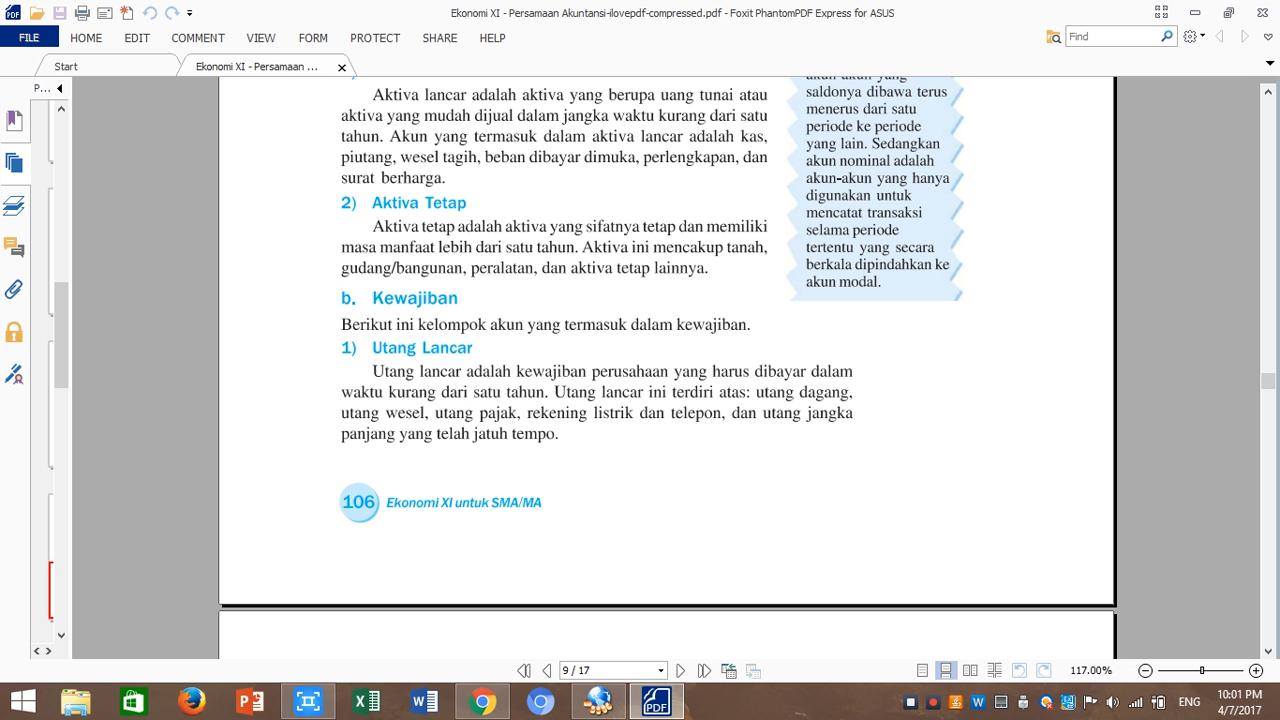 Ekonomi XI - Persamaan Akuntansi-ilovepdf-compressed.pdf - Foxit PhantomPDF Express for ASUS
FILE HOME EDIT COMMENT VIEW FORM PROTECT SHARE HELP
Find
Start
Ekonomi XI - Persamaan ...
P...
Aktiva lancar adalah aktiva yang berupa uang tunai atau
aktiva yang mudah dijual dalam jangka waktu kurang dari satu
tahun. Akun yang termasuk dalam aktiva lancar adalah kas,
piutang, wesel tagih, beban dibayar dimuka, perlengkapan, dan
surat berharga.
2) Aktiva Tetap
Aktiva tetap adalah aktiva yang sifatnya tetap dan memiliki
masa manfaat lebih dari satu tahun. Aktiva ini mencakup tanah,
gudang/bangunan, peralatan, dan aktiva tetap lainnya.
b. Kewajiban
Berikut ini kelompok akun yang termasuk dalam kewajiban.
1) Utang Lancar
Utang lancar adalah kewajiban perusahaan yang harus dibayar dalam
waktu kurang dari satu tahun. Utang lancar ini terdiri atas: utang dagang,
utang wesel, utang pajak, rekening listrik dan telepon, dan utang jangka
panjang yang telah jatuh tempo.
akun-akun yang
saldonya dibawa terus
menerus dari satu
periode ke periode
yang lain. Sedangkan
akun nominal adalah
akun-akun yang hanya
digunakan untuk
mencatat transaksi
selama periode
tertentu yang secara
berkala dipindahkan ke
akun modal.
106 Ekonomi XI untuk SMA/MA
9 / 17
117.00%
ENG
10:01 PM
4/7/2017